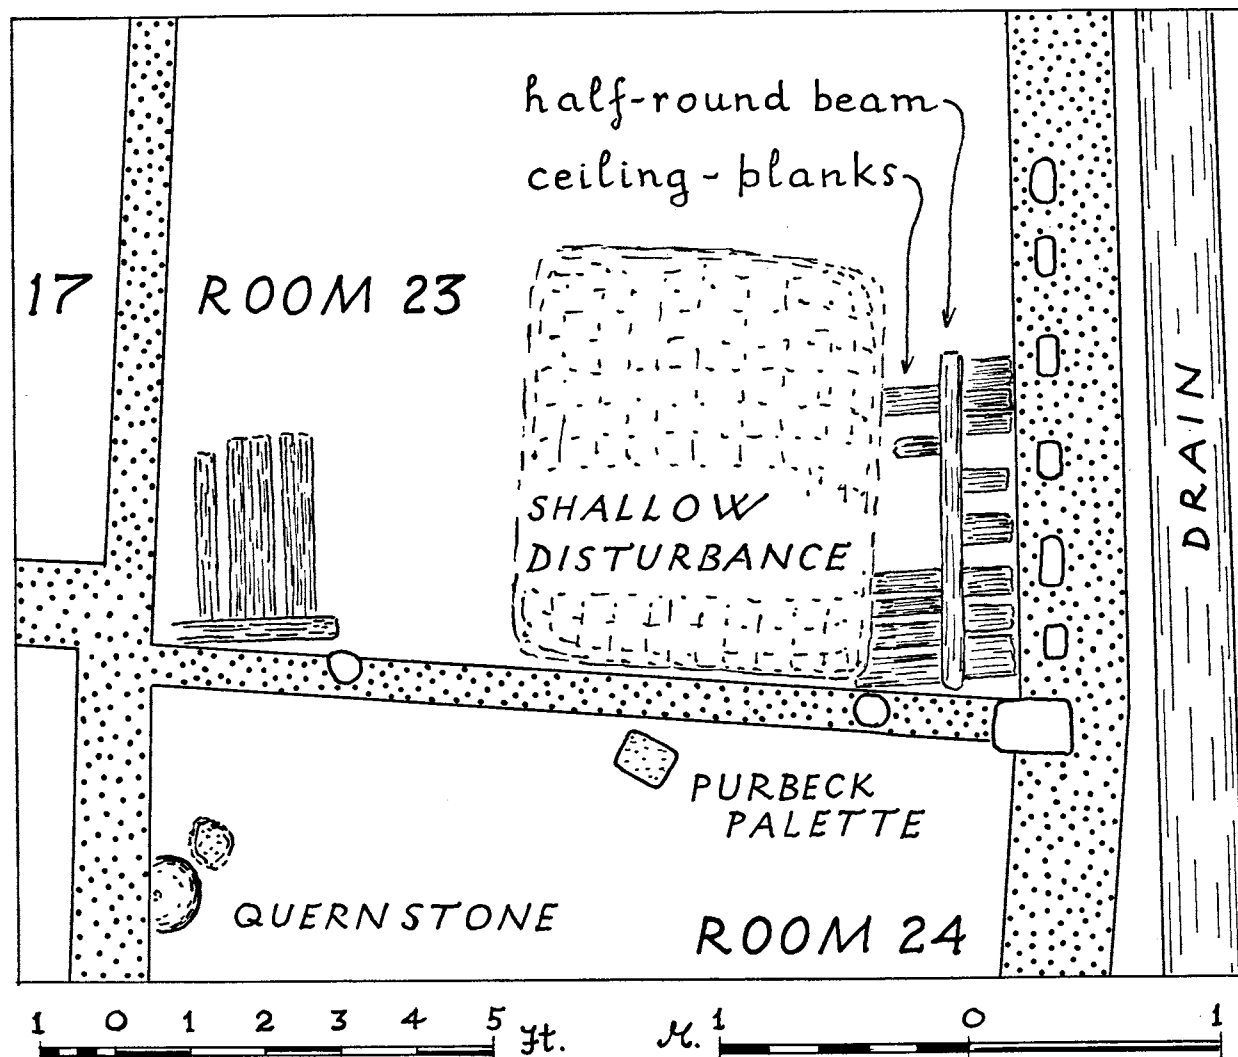 half-round beam
ceiling-planks
17
ROOM 23
DRAIN
SHALLOW
DISTURBANCE
PURBECK
PALETTE
QUERNSTONE
ROOM 24
1 0 1 2 3 4 5 Ft. M. 1 0 1